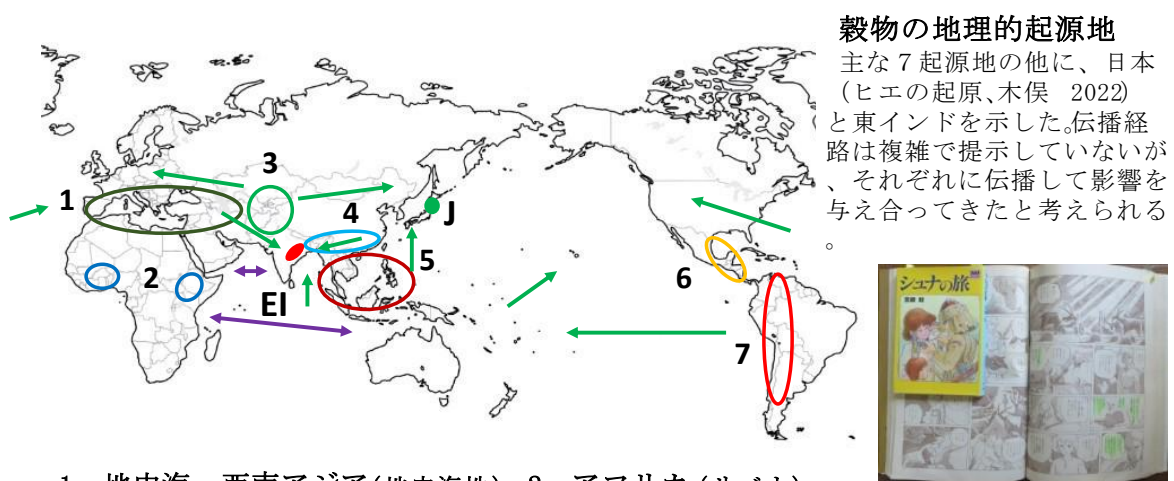 穀物の地理的起源地
主な7起源地の他に、日本
(ヒエの起原、木俣 2022)
と東インドを示した。伝播経
路は複雑で提示していないが
、それぞれに伝播して影響を
与え合ってきたと考えられる
。
1
2
3
4
5
6
7
J
EI
シュナの旅
宮崎駿